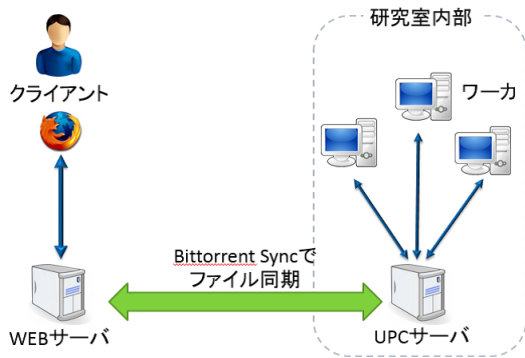 研究室内部
クライアント
ワーカ
Bittorrent Syncで
ファイル同期
WEBサーバ
UPCサーバ